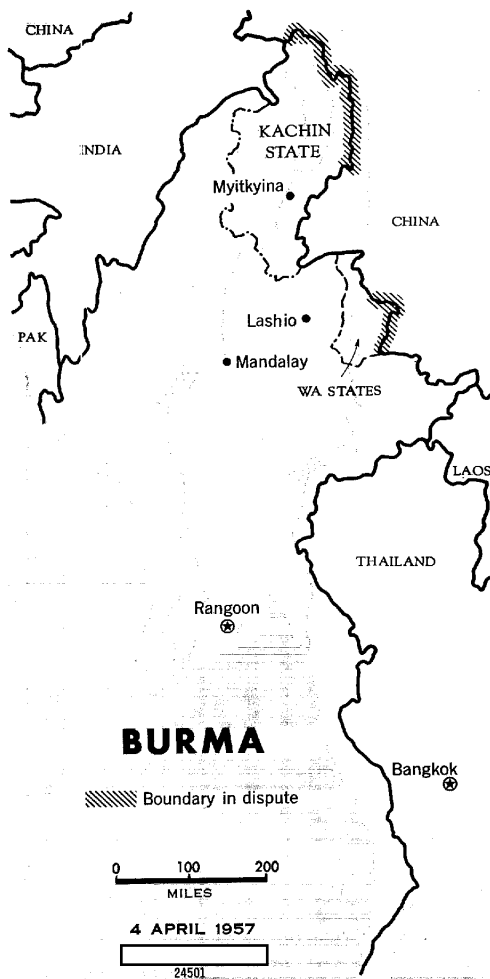 CHINA
INDIA
KACHIN
STATE
Myitkyina
CHINA
PAK
Lashio
Mandalay
WA STATES
LAOS
THAILAND
Rangoon
BURMA
Bangkok
Boundary in dispute
0 100 200
MILES
4 APRIL 1957
24501